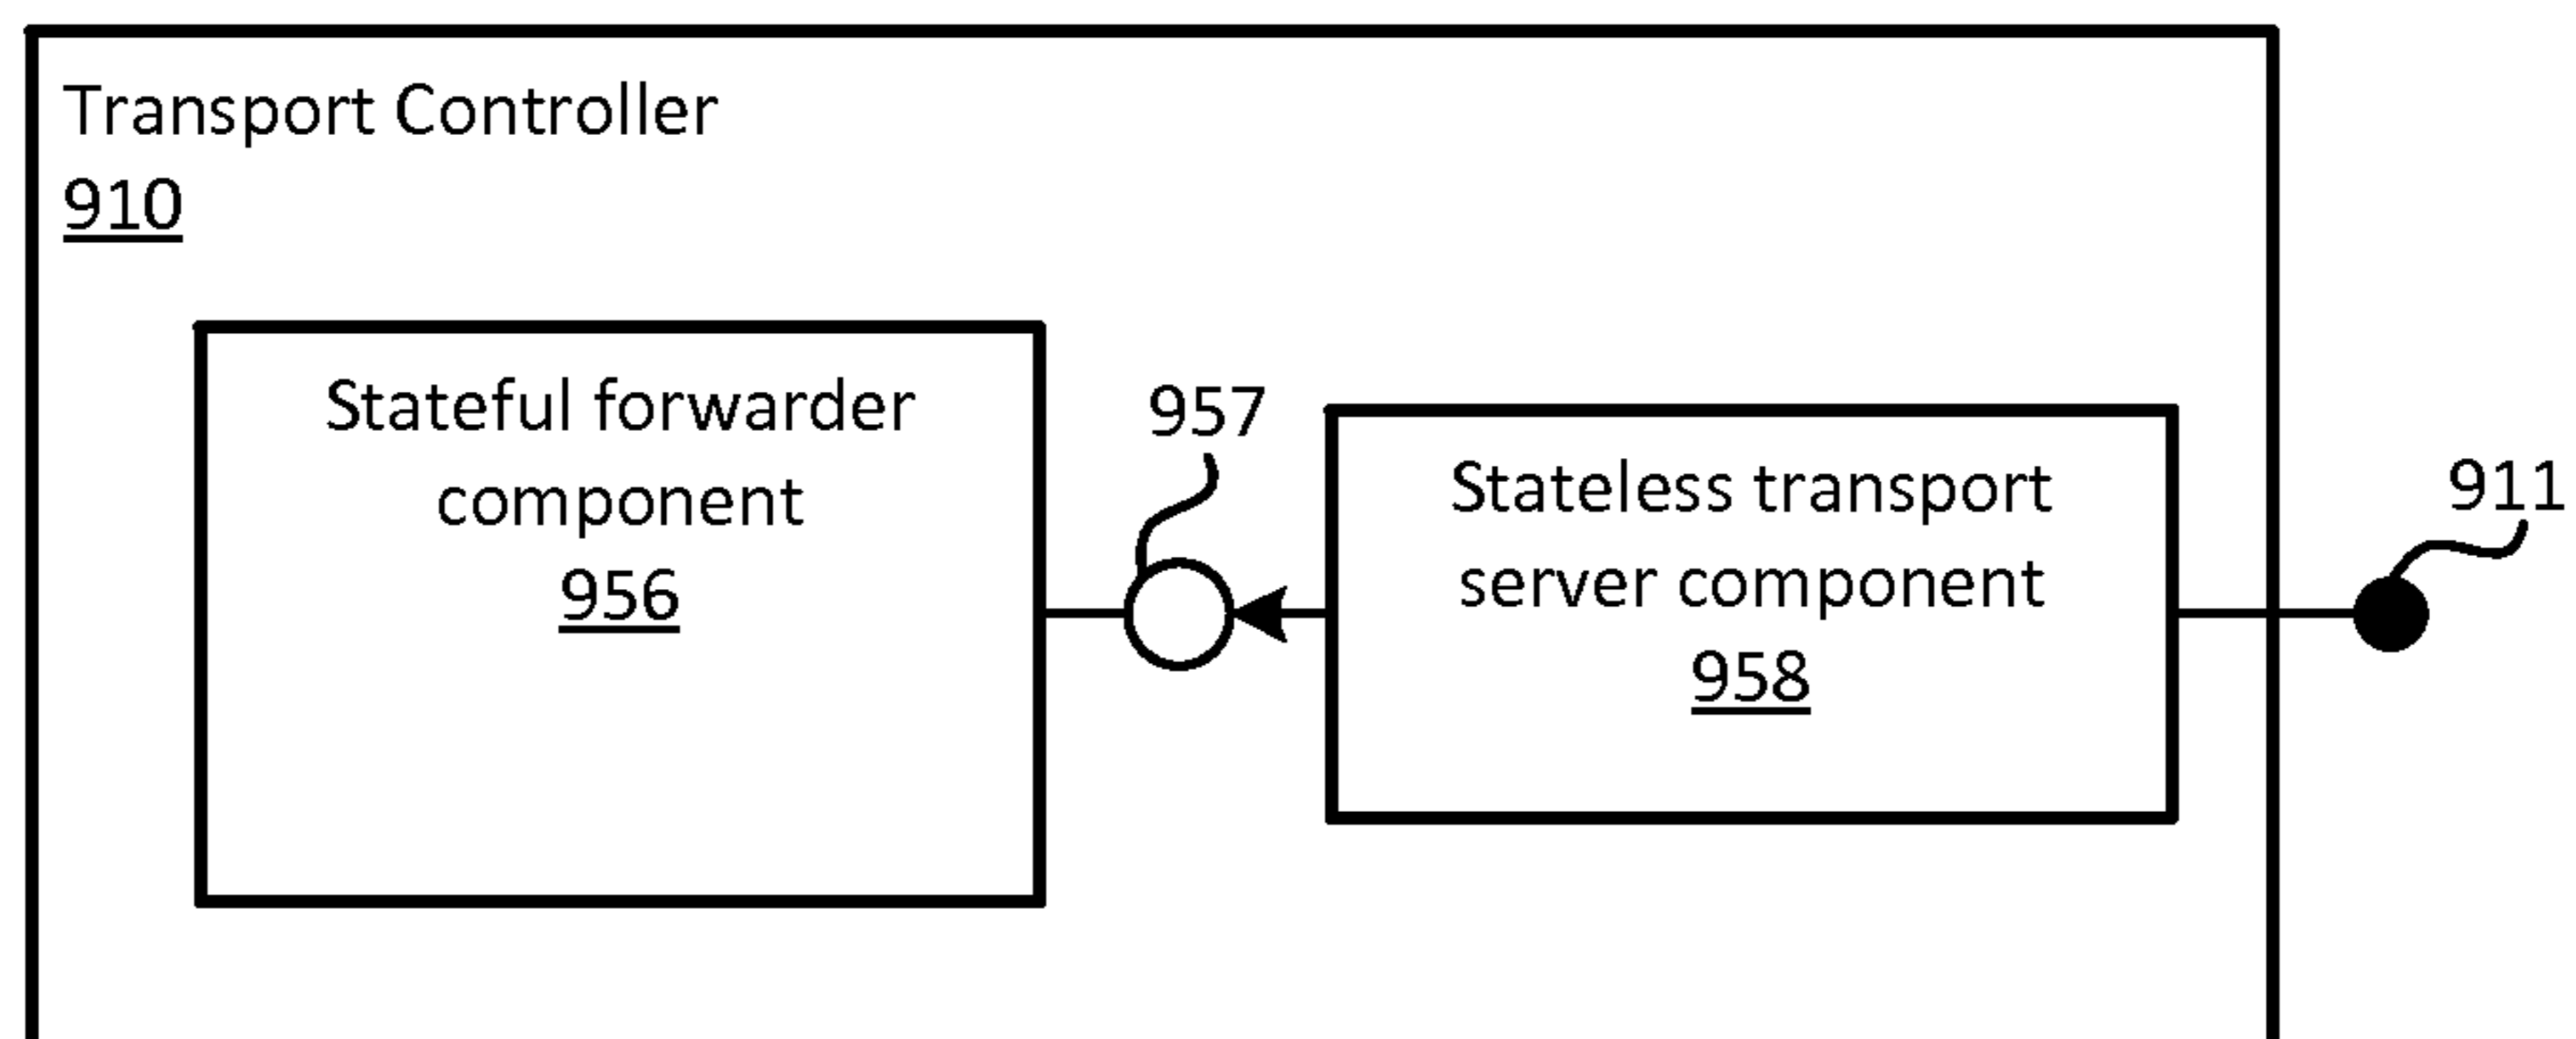 Transport Controller
910
Stateful forwarder
component
956
957
Stateless transport
server component
958
911